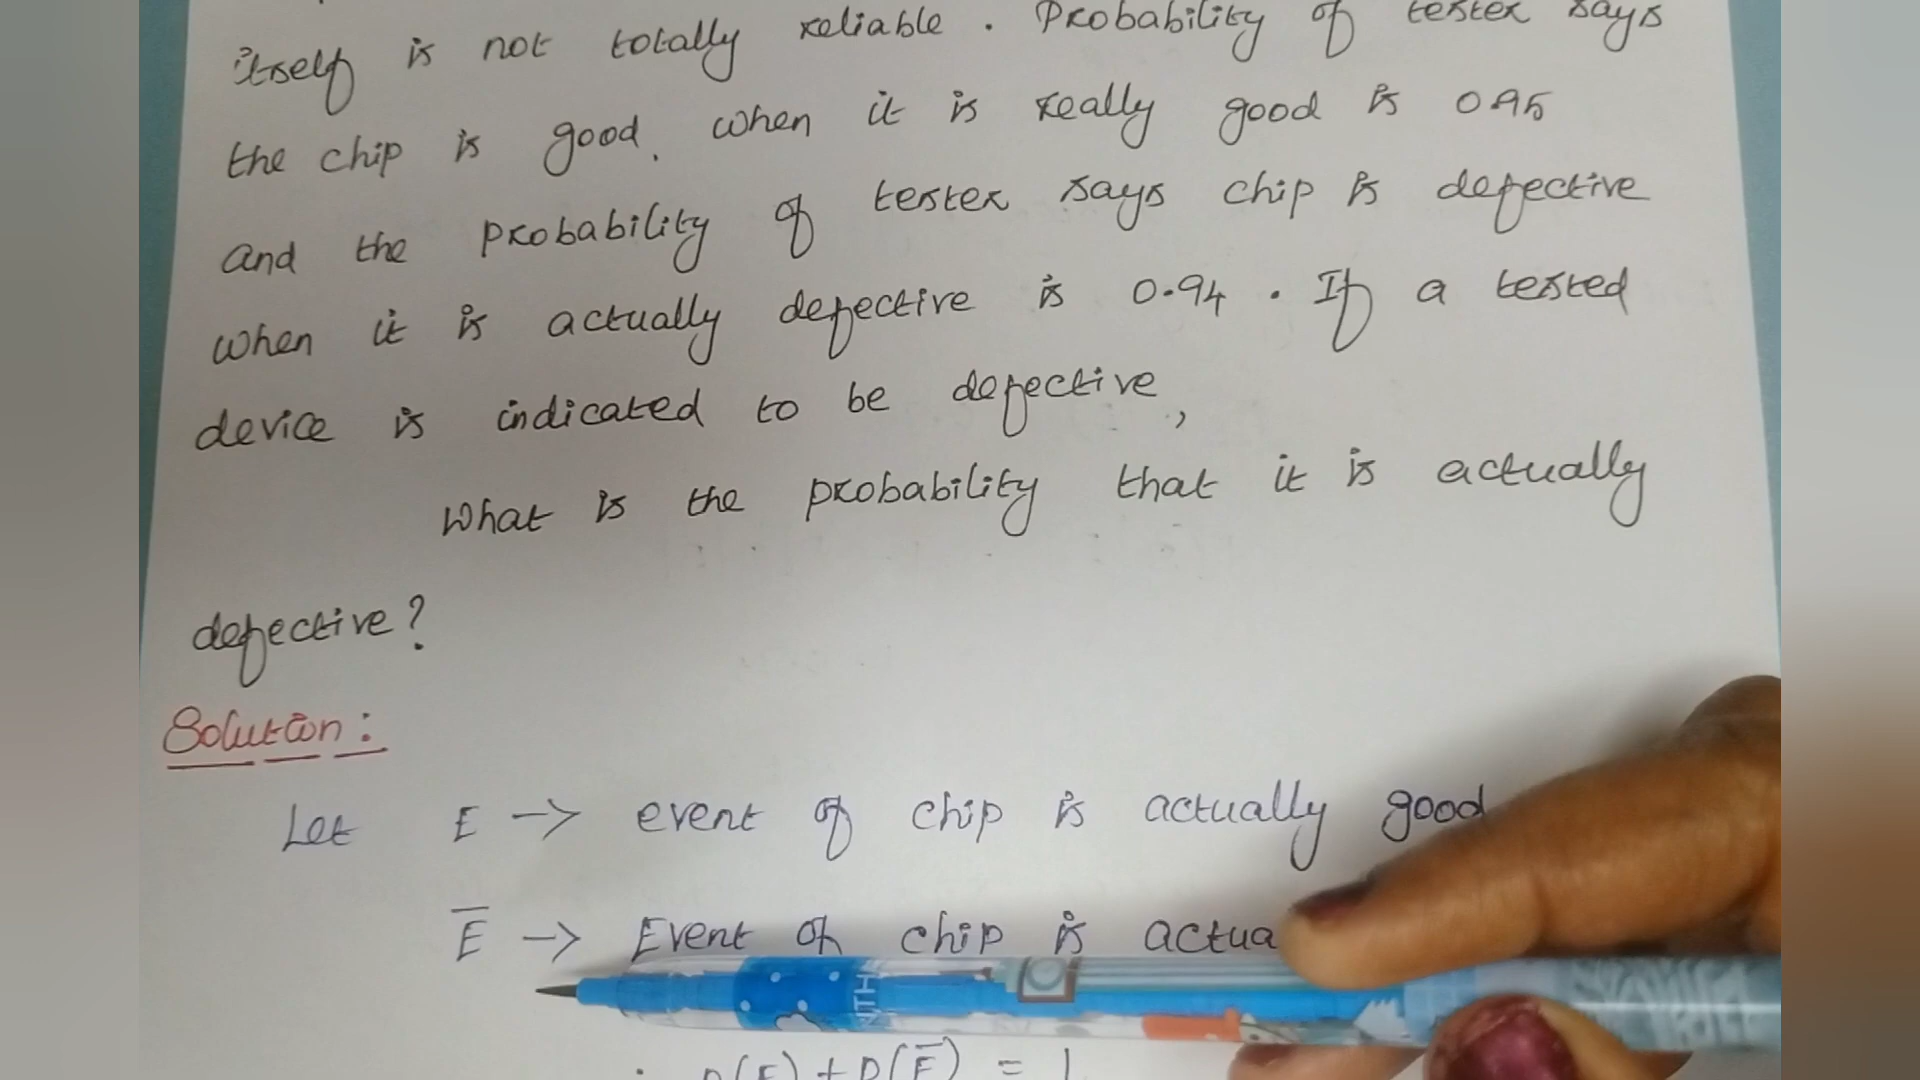 itself is not totally reliable. Probability of tester says
the chip is good, when it is really good is 0.95
and the probability of tester says chip is defective
when it is actually defective is 0.94. If a tested
device is indicated to be defective,
What is the probability that it is actually
defective?
Solution:
Let E -> event of chip is actually good
E̅ -> Event of chip is actua
∴ P(E) + P(E̅) = 1